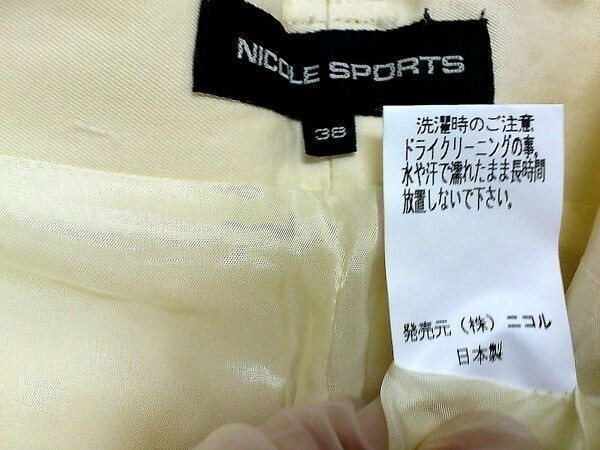 NICOLE SPORTS
38
洗濯時のご注意
ドライクリーニングの事。
水や汗で濡れたまま長時間
放置しないで下さい。
発売元 (株) ニコル
日本製